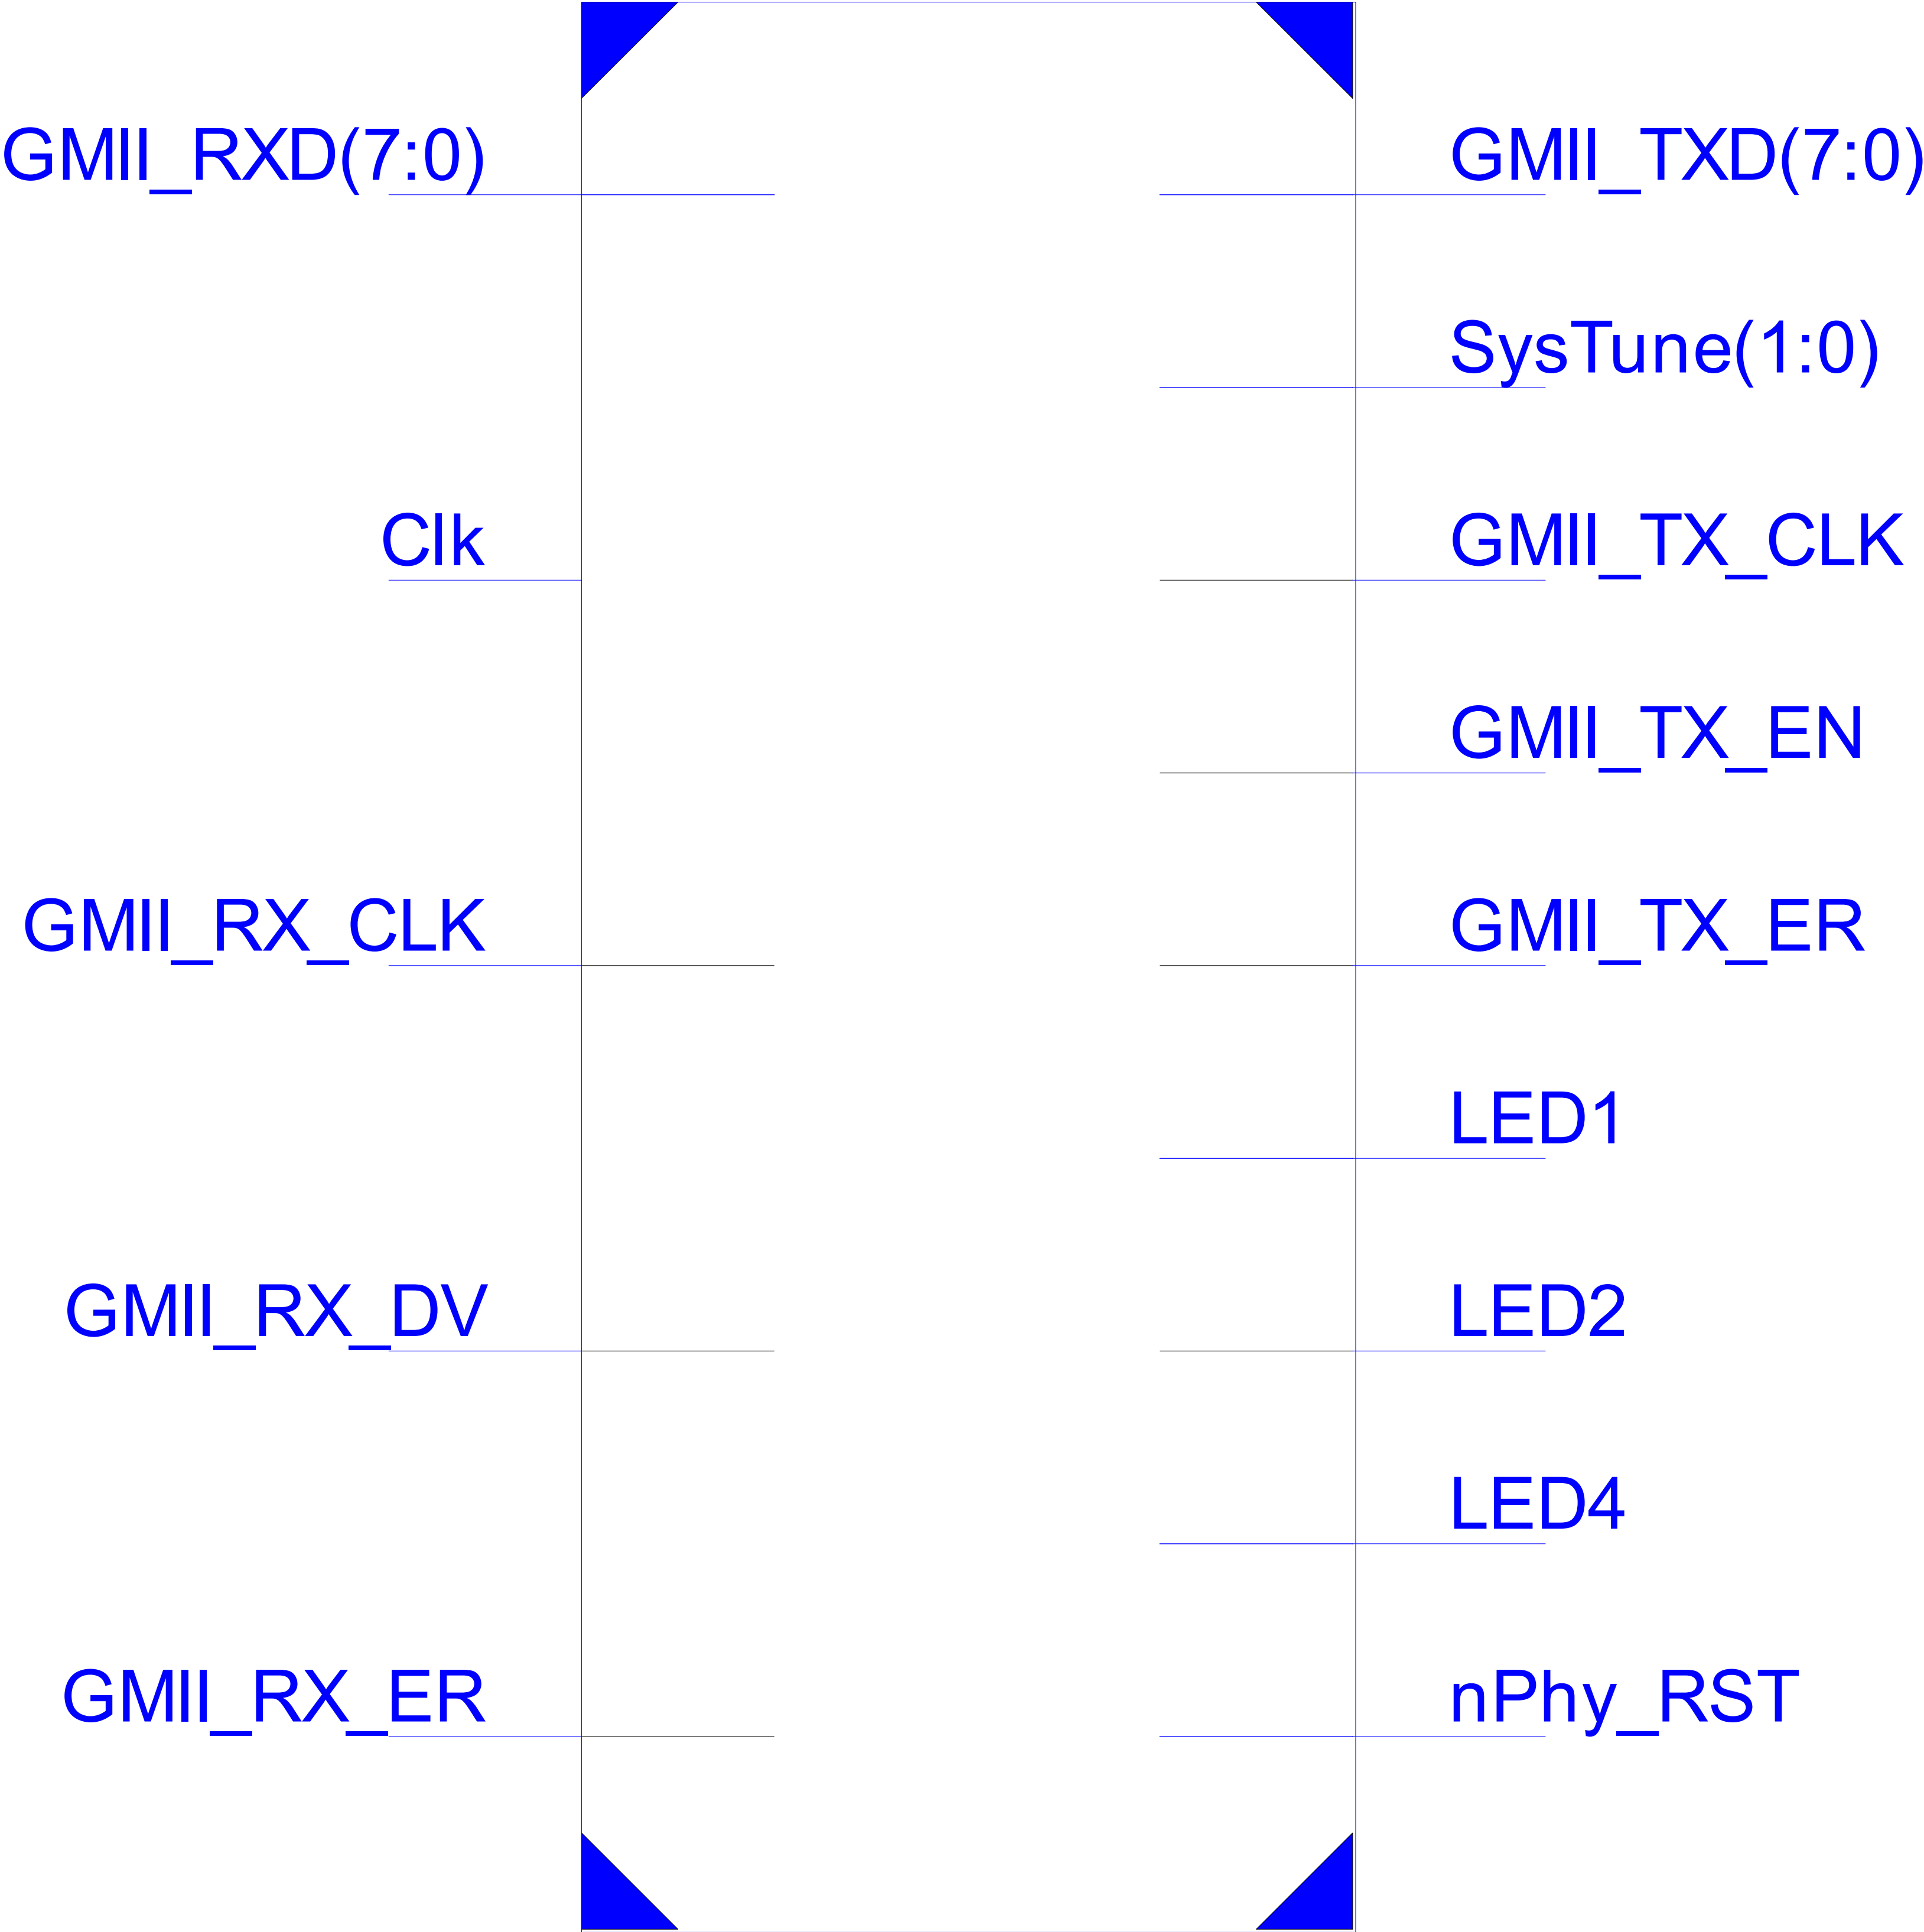 GMII_RXD(7:0)
GMII_TXD(7:0)
SysTune(1:0)
Clk
GMII_TX_CLK
GMII_TX_EN
GMII_RX_CLK
GMII_TX_ER
LED1
GMII_RX_DV
LED2
LED4
GMII_RX_ER
nPhy_RST